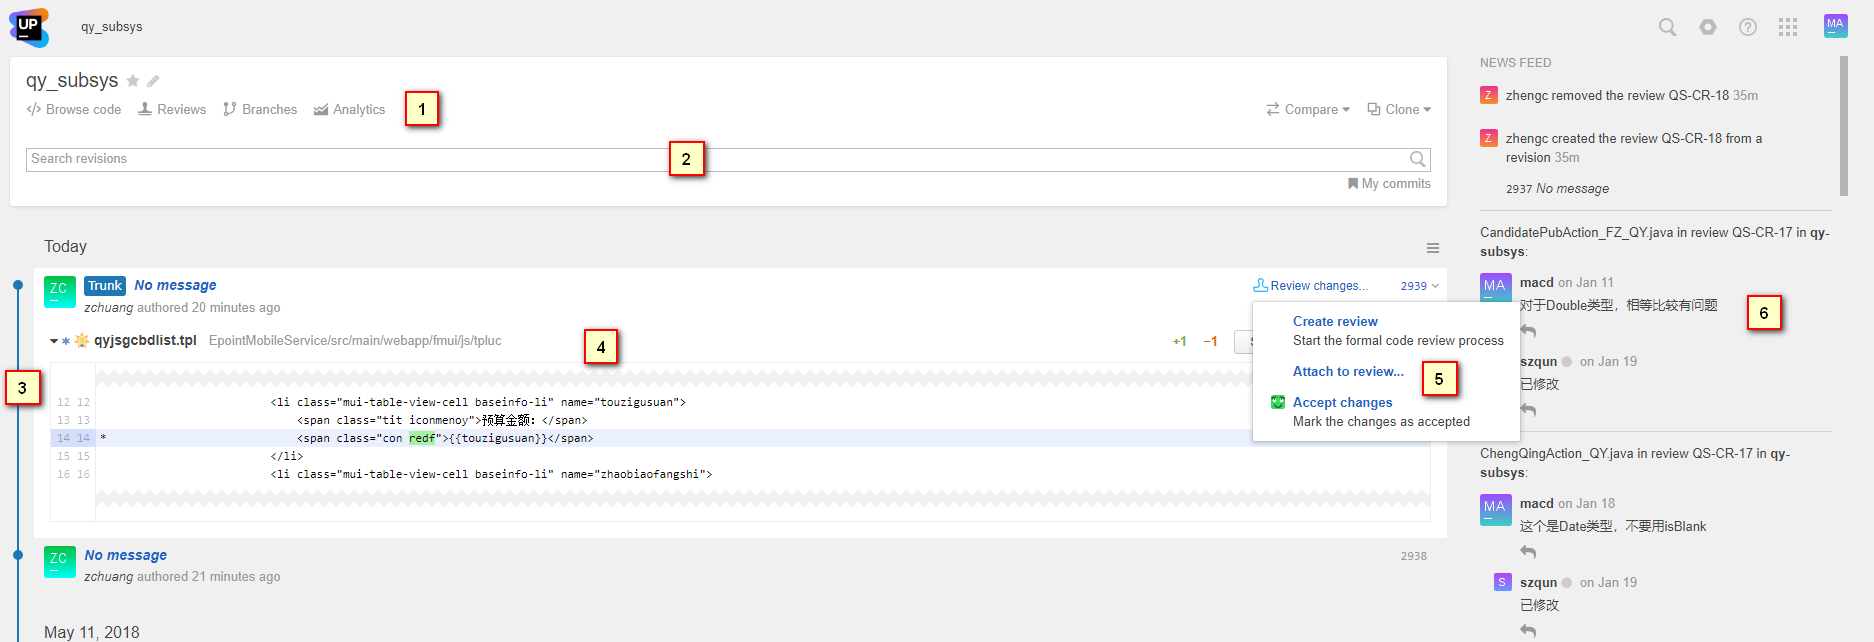 UP
qy_subsys
MA
qy_subsys
Browse code
Reviews
Branches
Analytics
1
Compare
Clone
Search revisions
2
My commits
Today
ZC
Trunk
No message
zchuang authored 20 minutes ago
Review changes...
2939
qyjsgcbdlist.tpl
EpointMobileService/src/main/webapp/fmui/js/tpluc
4
+1
−1
S
Create review
Start the formal code review process
Attach to review...
5
Accept changes
Mark the changes as accepted
3
12 12 <li class="mui-table-view-cell baseinfo-li" name="touzigusuan">
13 13 <span class="tit iconmenoy">预算金额：</span>
14 14 * <span class="con redf">{{touzigusuan}}</span>
15 15 </li>
16 16 <li class="mui-table-view-cell baseinfo-li" name="zhaobiaofangshi">
ZC
No message
zchuang authored 21 minutes ago
2938
May 11, 2018
NEWS FEED
Z
zhengc removed the review QS-CR-18 35m
Z
zhengc created the review QS-CR-18 from a
revision 35m
2937 No message
CandidatePubAction_FZ_QY.java in review QS-CR-17 in qy-
subsys:
MA
macd on Jan 11
对于Double类型，相等比较有问题
6
szqun on Jan 19
已修改
ChengQingAction_QY.java in review QS-CR-17 in qy-
subsys:
MA
macd on Jan 18
这个是Date类型，不要用isBlank
S
szqun on Jan 19
已修改